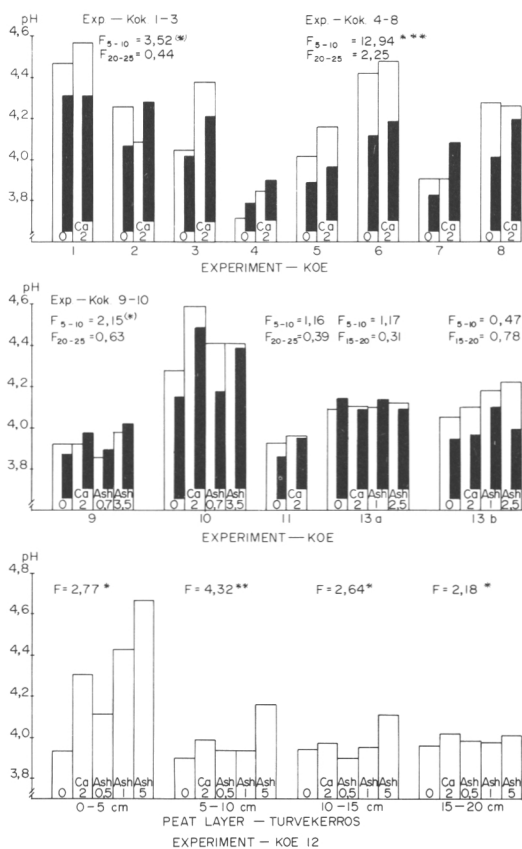 pH
Exp – Kok 1-3
Exp. – Kok 4-8
4,6
F5-10 = 3,52(*)
F5-10 = 12,94***
F20-25 = 0,44
F20-25 = 2,25
4,4
4,2
4,0
3,8
0 Ca 2 0 Ca 2 0 Ca 2 0 Ca 2 0 Ca 2 0 Ca 2 0 Ca 2 0 Ca 2
1 2 3 4 5 6 7 8
EXPERIMENT – KOE
pH
4,6
Exp – Kok 9-10
F5-10 = 2,15(*)
F5-10 = 1,16
F5-10 = 1,17
F5-10 = 0,47
F20-25 = 0,63
F20-25 = 0,39
F15-20 = 0,31
F15-20 = 0,78
4,4
4,2
4,0
3,8
0 Ca 2 Ash 0,7 Ash 3,5 0 Ca 2 Ash 0,7 Ash 3,5 0 Ca 2 0 Ca 2 Ash 1 Ash 2,5 0 Ca 2 Ash 1 Ash 2,5
9 10 11 13a 13b
EXPERIMENT – KOE
pH
4,8
F = 2,77*
F = 4,32**
F = 2,64*
F = 2,18*
4,6
4,4
4,2
4,0
3,8
0 Ca 2 Ash 0,5 Ash 1 Ash 5 0 Ca 2 Ash 0,5 Ash 1 Ash 5 0 Ca 2 Ash 0,5 Ash 1 Ash 5 0 Ca 2 Ash 0,5 Ash 1 Ash 5
0-5 cm 5-10 cm 10-15 cm 15-20 cm
PEAT LAYER – TURVEKERROS
EXPERIMENT – KOE 12